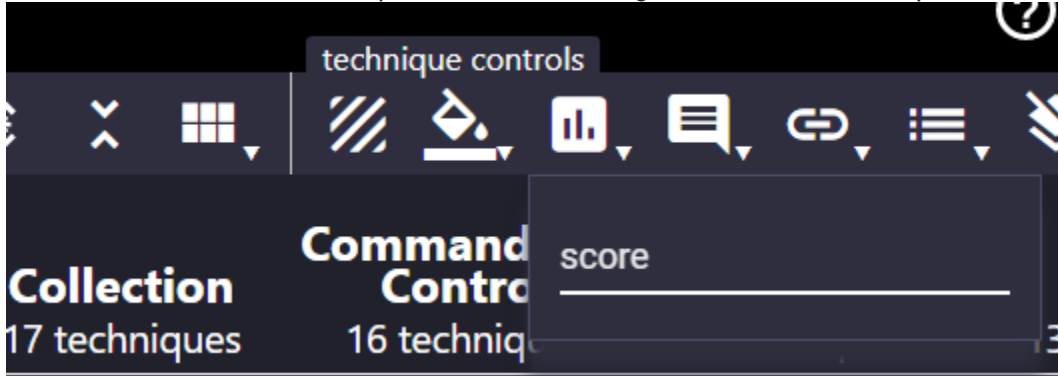 technique controls
score
Collection
17 techniques
Command
Contro
16 techniq